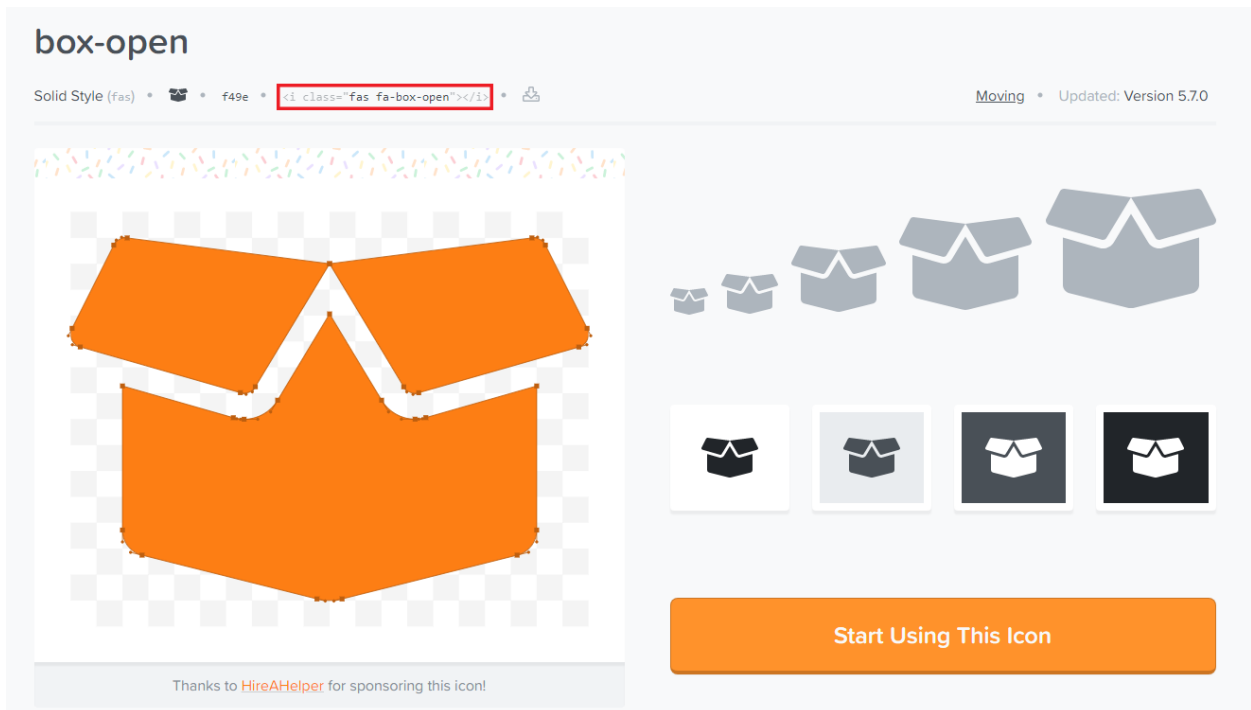 box-open
Solid Style (fas) • • f49e • <i class="fas fa-box-open"></i> •
Moving • Updated: Version 5.7.0
Start Using This Icon
Thanks to HireAHelper for sponsoring this icon!